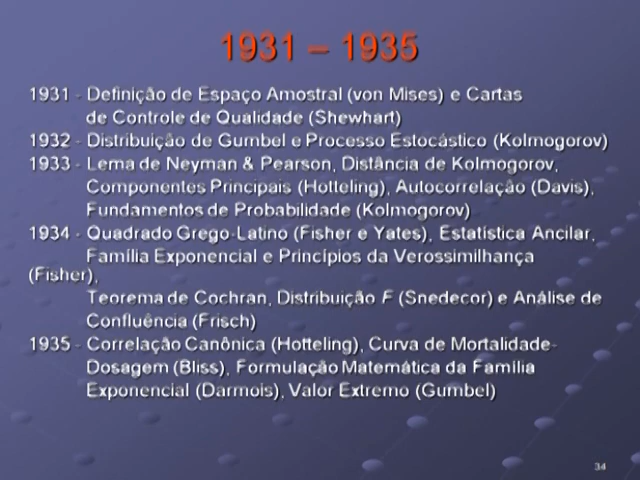 1931 – 1935
1931 - Definição de Espaço Amostral (von Mises) e Cartas
de Controle de Qualidade (Shewhart)
1932 - Distribuição de Gumbel e Processo Estocástico (Kolmogorov)
1933 - Lema de Neyman & Pearson, Distância de Kolmogorov,
Componentes Principais (Hotteling), Autocorrelação (Davis),
Fundamentos de Probabilidade (Kolmogorov)
1934 - Quadrado Grego-Latino (Fisher e Yates), Estatística Ancilar,
Família Exponencial e Princípios da Verossimilhança
(Fisher),
Teorema de Cochran, Distribuição F (Snedecor) e Análise de
Confluência (Frisch)
1935 - Correlação Canônica (Hotteling), Curva de Mortalidade-
Dosagem (Bliss), Formulação Matemática da Família
Exponencial (Darmois), Valor Extremo (Gumbel)
34